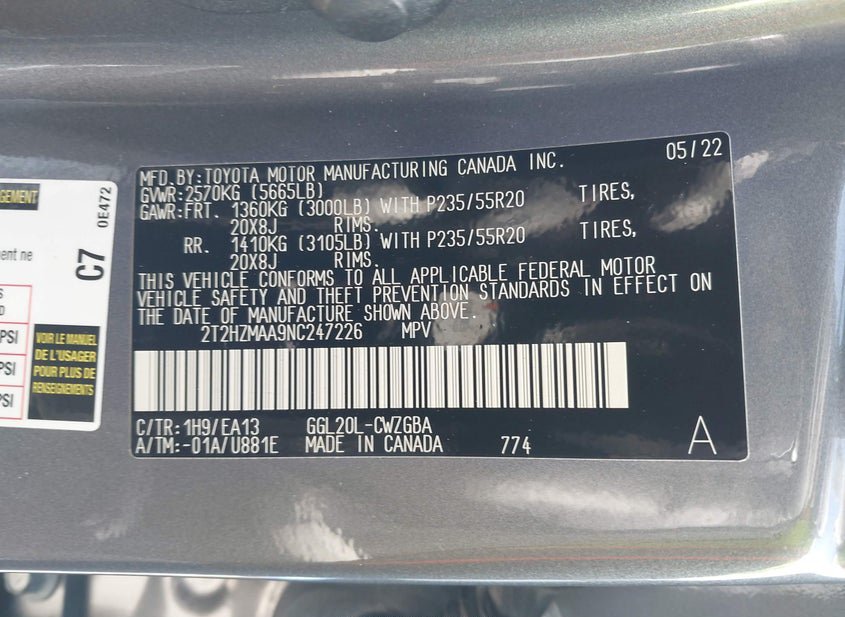 MFD.BY:TOYOTA MOTOR MANUFACTURING CANADA INC. 05/22
GVWR:2570KG (5665LB)
GAWR:FRT. 1360KG (3000LB) WITH P235/55R20 TIRES,
20X8J RIMS.
RR. 1410KG (3105LB) WITH P235/55R20 TIRES,
20X8J RIMS.
THIS VEHICLE CONFORMS TO ALL APPLICABLE FEDERAL MOTOR
VEHICLE SAFETY AND THEFT PREVENTION STANDARDS IN EFFECT ON
THE DATE OF MANUFACTURE SHOWN ABOVE.
2T2HZMAA9NC247226 MPV
C/TR:1H9/EA13 GGL20L-CWZGBA
A/TM:-01A/U881E MADE IN CANADA 774 A
C7
0E472
ent ne
PSI
PSI
PSI
VOIR LE MANUEL
DE L'USAGER
POUR PLUS DE
RENSEIGNEMENTS